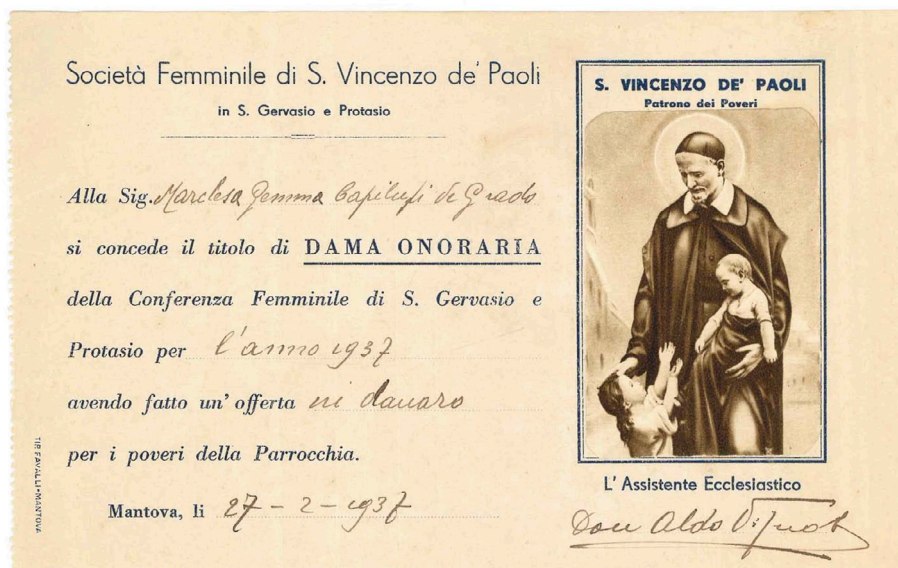 Società Femminile di S. Vincenzo de' Paoli
in S. Gervasio e Protasio
Alla Sig. Marchesa Gemma Capilupi de Grado
si concede il titolo di DAMA ONORARIA
della Conferenza Femminile di S. Gervasio e
Protasio per l'anno 1937
avendo fatto un' offerta in danaro
per i poveri della Parrocchia.
Mantova, li 27 - 2 - 1937
TIP. FAVALLI - MANTOVA
S. VINCENZO DE' PAOLI
Patrono dei Poveri
L' Assistente Ecclesiastico
Don Aldo